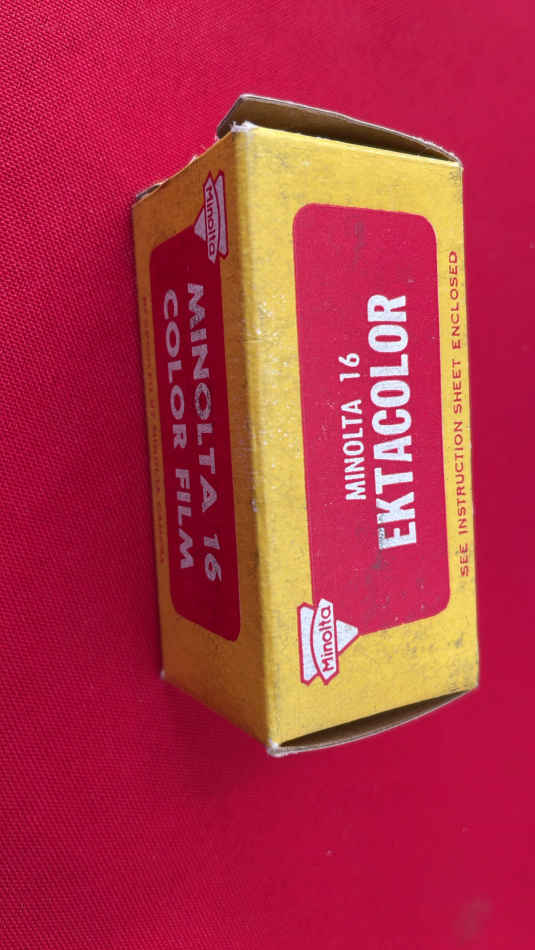 MINOLTA 16
EKTACOLOR
SEE INSTRUCTION SHEET ENCLOSED
Minolta
Minolta
MINOLTA 16
COLOR FILM